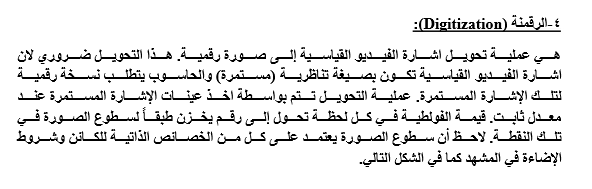 ٤-الرقمنة (Digitization):
هي عملية تحويل اشارة الفيديو القياسية إلى صورة رقمية. هذا التحويل ضروري لان
اشارة الفيديو القياسية تكون بصيغة تناظرية (مستمرة) والحاسوب يتطلب نسخة رقمية
لتلك الإشارة المستمرة. عملية التحويل تتم بواسطة اخذ عينات الإشارة المستمرة عند
معدل ثابت. قيمة الفولطية في كل لحظة تحول إلى رقم يخزن طبقاً لسطوع الصورة في
تلك النقطة. لاحظ أن سطوع الصورة يعتمد على كل من الخصائص الذاتية للكائن وشروط
الإضاءة في المشهد كما في الشكل التالي.